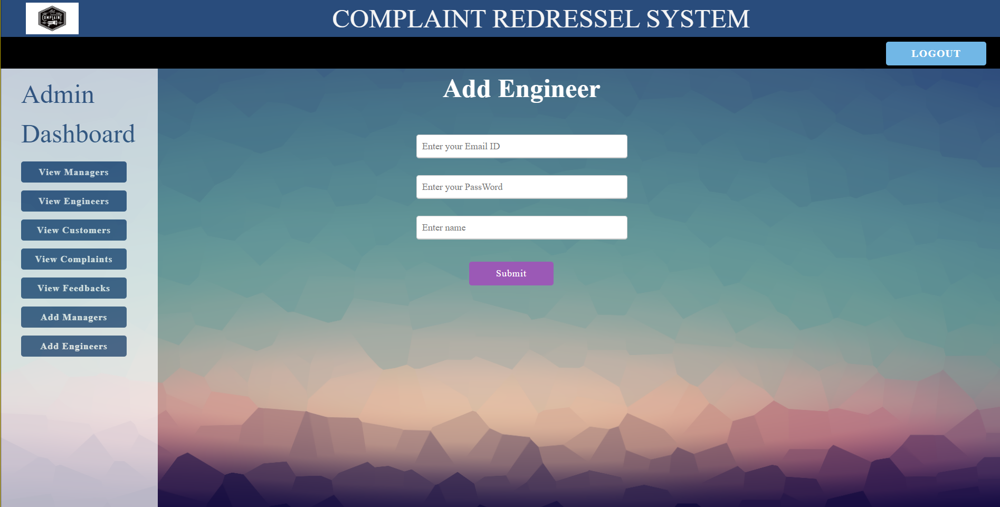 COMPLAINT
COMPLAINT REDRESSEL SYSTEM
LOGOUT
Admin
Dashboard
View Managers
View Engineers
View Customers
View Complaints
View Feedbacks
Add Managers
Add Engineers
Add Engineer
Enter your Email ID
Enter your PassWord
Enter name
Submit